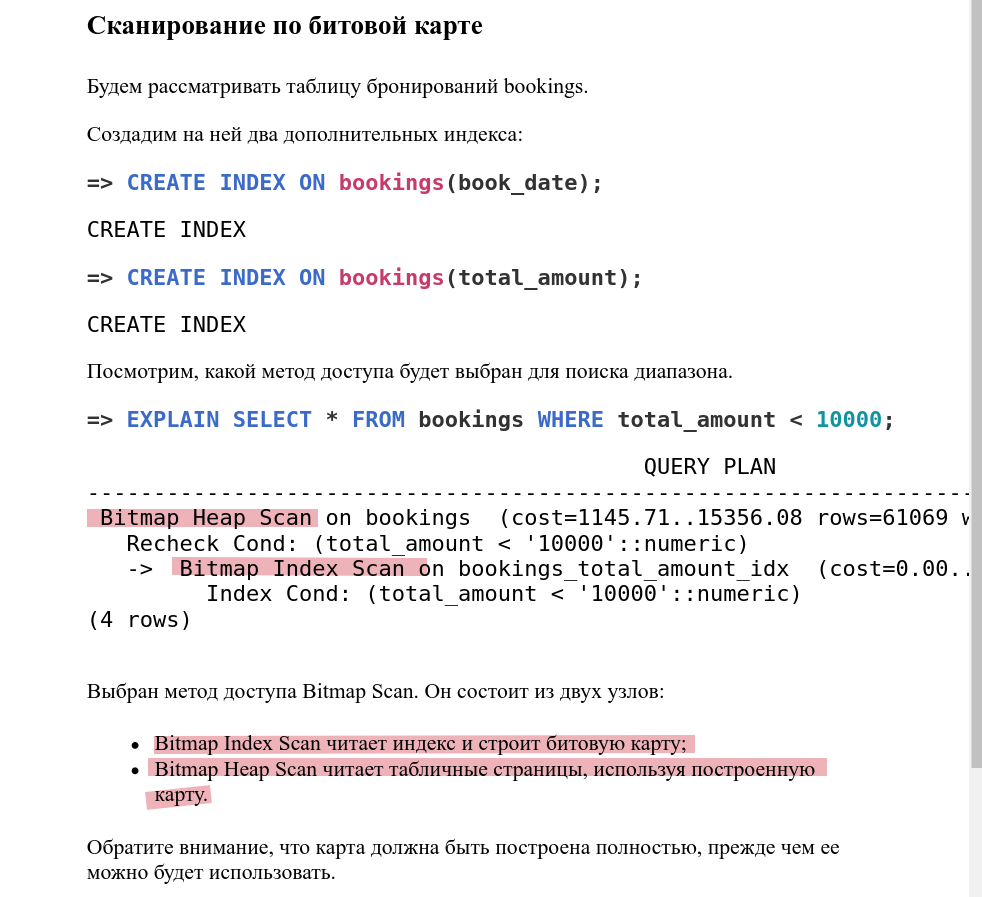 Сканирование по битовой карте
Будем рассматривать таблицу бронирований bookings.
Создадим на ней два дополнительных индекса:
=> CREATE INDEX ON bookings(book_date);
CREATE INDEX
=> CREATE INDEX ON bookings(total_amount);
CREATE INDEX
Посмотрим, какой метод доступа будет выбран для поиска диапазона.
=> EXPLAIN SELECT * FROM bookings WHERE total_amount < 10000;
QUERY PLAN
-------------------------------------------------------------------
Bitmap Heap Scan on bookings  (cost=1145.71..15356.08 rows=61069
Recheck Cond: (total_amount < '10000'::numeric)
->  Bitmap Index Scan on bookings_total_amount_idx  (cost=0.00..
Index Cond: (total_amount < '10000'::numeric)
(4 rows)
Выбран метод доступа Bitmap Scan. Он состоит из двух узлов:
• Bitmap Index Scan читает индекс и строит битовую карту;
• Bitmap Heap Scan читает табличные страницы, используя построенную
карту.
Обратите внимание, что карта должна быть построена полностью, прежде чем ее
можно будет использовать.